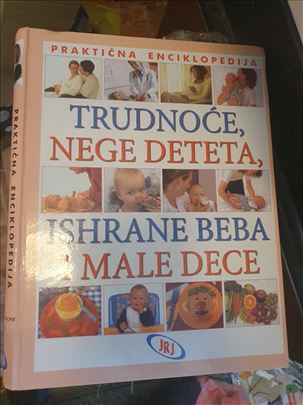 PRAKTIČNA ENCIKLOPEDIJA
TRUDNOĆE,
NEGE DETETA,
ISHRANE BEBA
I MALE DECE
JRJ
PRAKTIČNA ENCIKLOPEDIJA